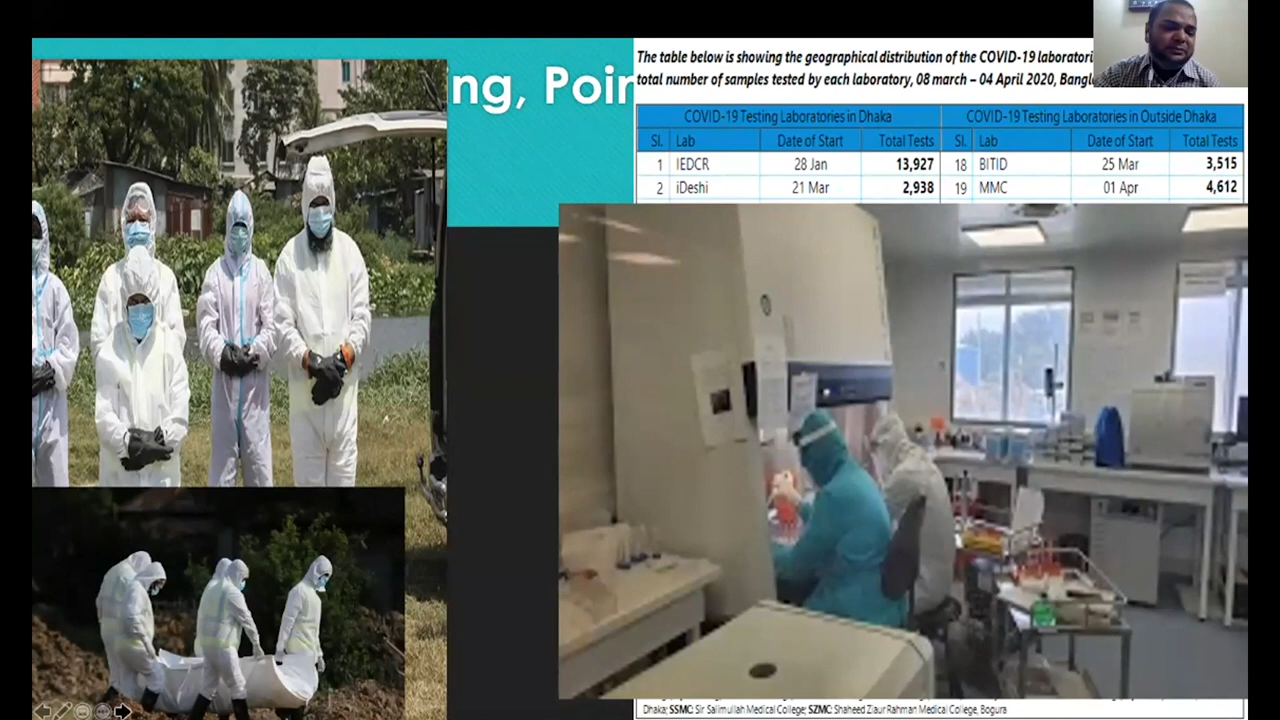 ng, Poin
The table below is showing the geographical distribution of the COVID-19 laboratori
total number of samples tested by each laboratory, 08 march – 04 April 2020, Bangl
COVID-19 Testing Laboratories in Dhaka COVID-19 Testing Laboratories in Outside Dhaka
Sl. Lab Date of Start Total Tests Sl. Lab Date of Start Total Tests
1 IEDCR 28 Jan 13,927 18 BITID 25 Mar 3,515
2 iDeshi 21 Mar 2,938 19 MMC 01 Apr 4,612
Dhaka; SSMC: Sir Salimullah Medical College; SZMC: Shaheed Ziaur Rahman Medical College, Bogura